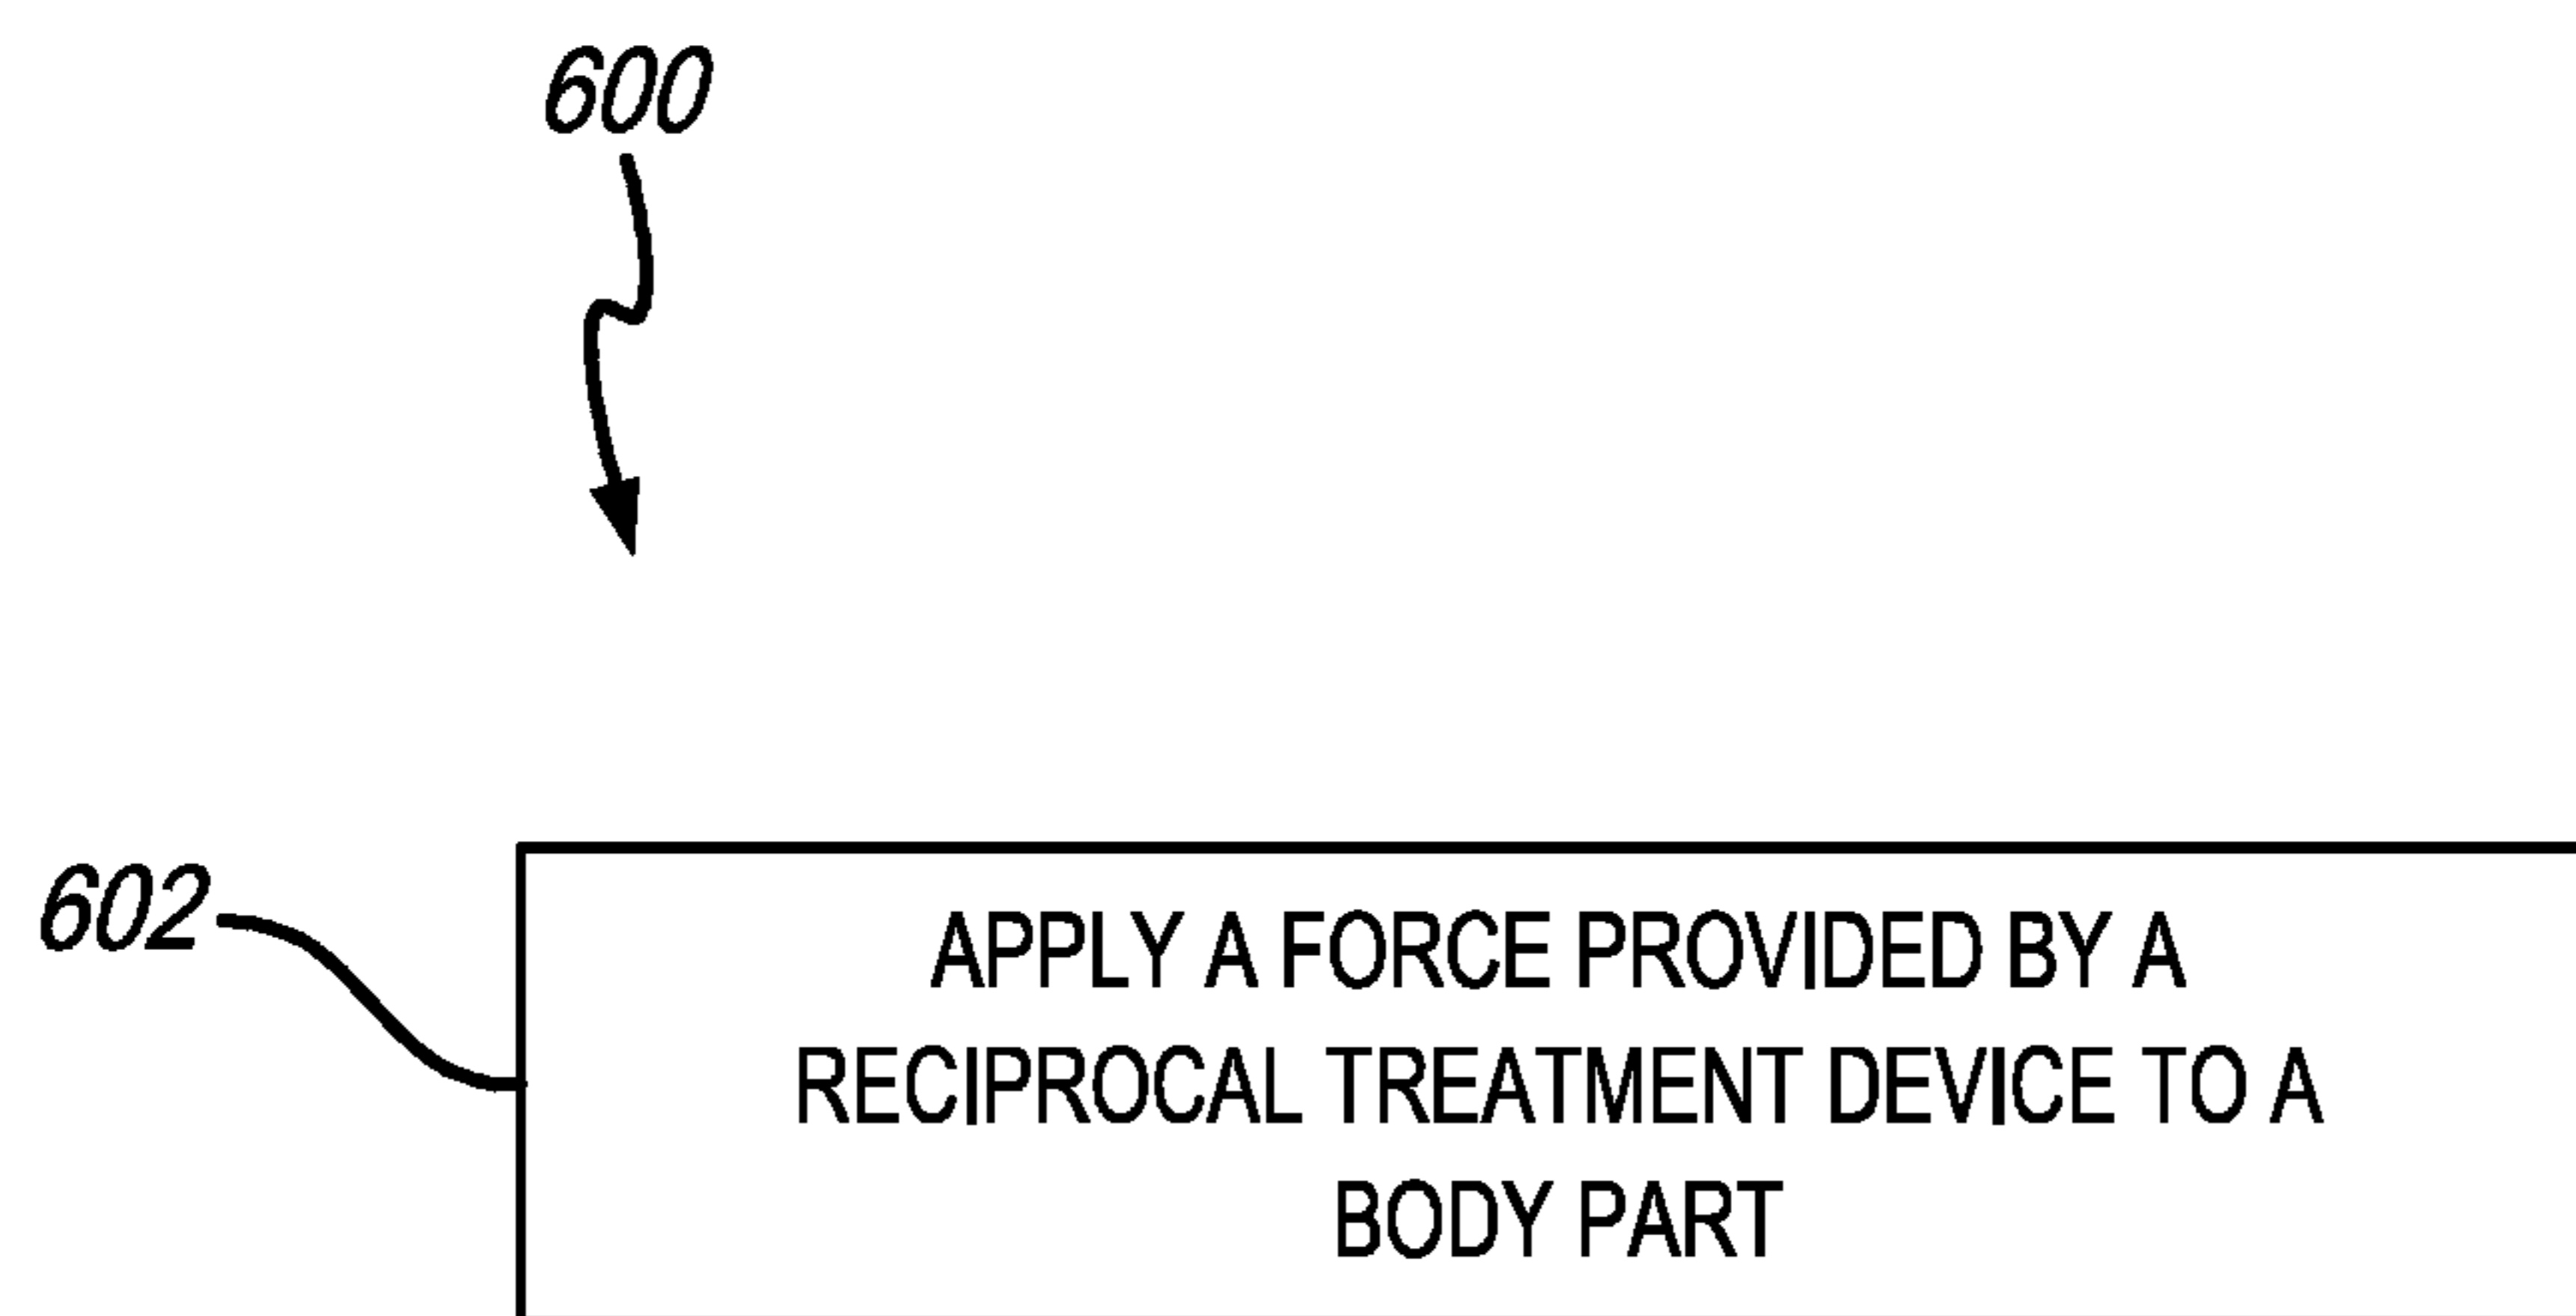 600
602
APPLY A FORCE PROVIDED BY A
RECIPROCAL TREATMENT DEVICE TO A
BODY PART